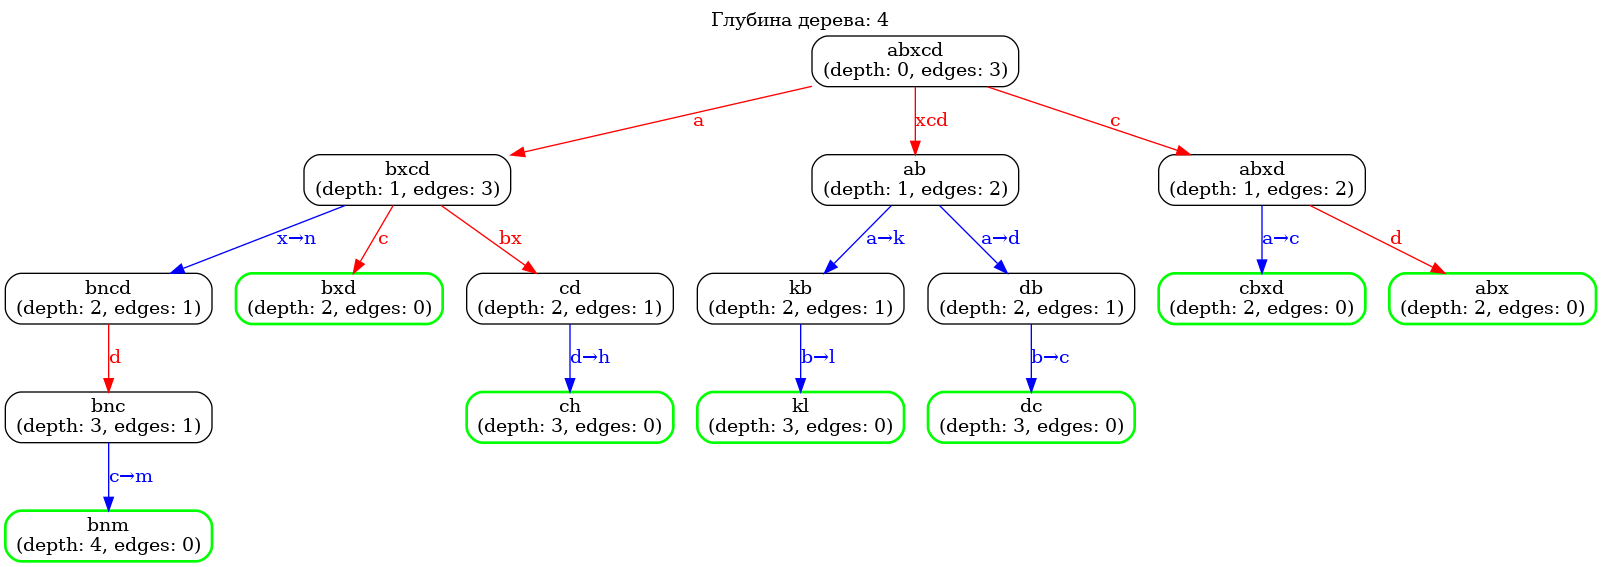 Глубина дерева: 4
abxcd
(depth: 0, edges: 3)
a
xcd
c
bxcd
(depth: 1, edges: 3)
ab
(depth: 1, edges: 2)
abxd
(depth: 1, edges: 2)
x→n
c
bx
a→k
a→d
a→c
d
bncd
(depth: 2, edges: 1)
bxd
(depth: 2, edges: 0)
cd
(depth: 2, edges: 1)
kb
(depth: 2, edges: 1)
db
(depth: 2, edges: 1)
cbxd
(depth: 2, edges: 0)
abx
(depth: 2, edges: 0)
d
d→h
b→l
b→c
bnc
(depth: 3, edges: 1)
ch
(depth: 3, edges: 0)
kl
(depth: 3, edges: 0)
dc
(depth: 3, edges: 0)
c→m
bnm
(depth: 4, edges: 0)